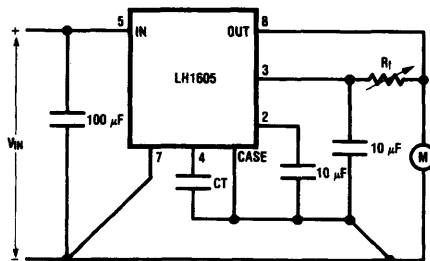 +
5
IN
OUT
8
LH1605
3
Rf
2
100 µF
VIN
7
4
CASE
CT
10 µF
10 µF
M
-